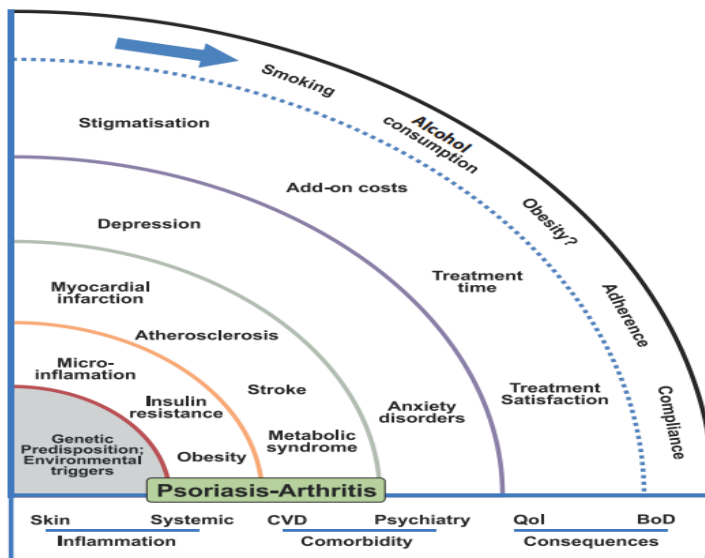 Smoking
Alcohol
consumption
Obesity?
Adherence
Compliance
Stigmatisation
Add-on costs
Treatment
time
Treatment
Satisfaction
Depression
Anxiety
disorders
Myocardial
infarction
Atherosclerosis
Stroke
Metabolic
syndrome
Micro-
inflamation
Insulin
resistance
Obesity
Genetic
Predisposition;
Environmental
triggers
Psoriasis-Arthritis
Skin Systemic CVD Psychiatry Qol BoD
Inflammation Comorbidity Consequences